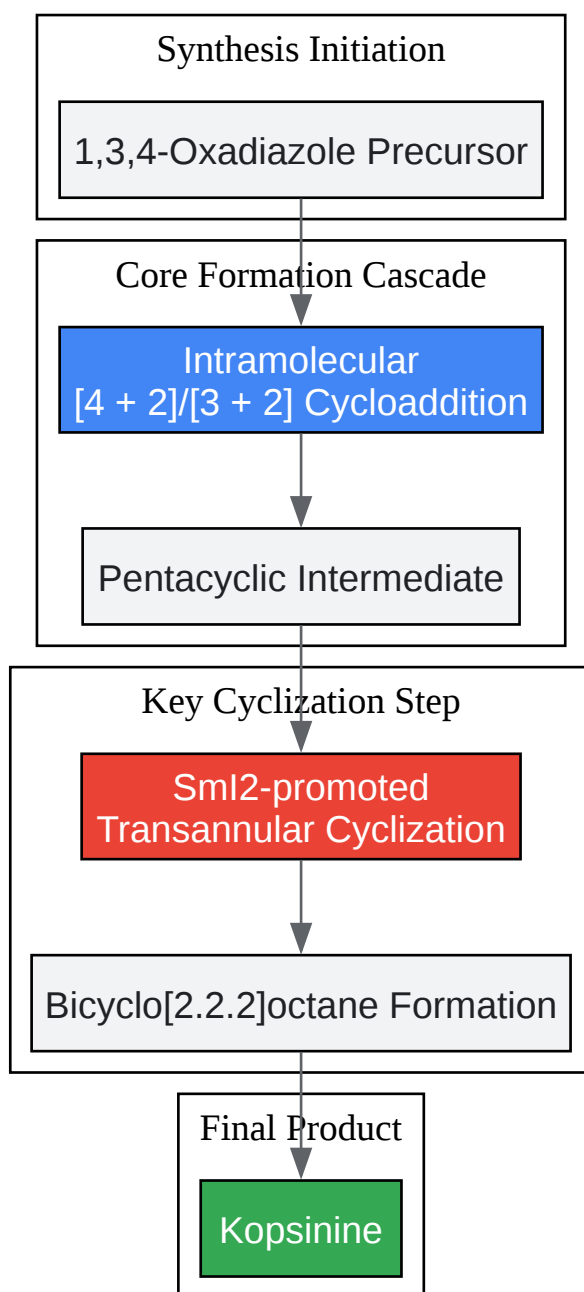 Synthesis Initiation
1,3,4-Oxadiazole Precursor
Core Formation Cascade
Intramolecular
[4 + 2]/[3 + 2] Cycloaddition
Pentacyclic Intermediate
Key Cyclization Step
SmI2-promoted
Transannular Cyclization
Bicyclo[2.2.2]octane Formation
Final Product
Kopsinine